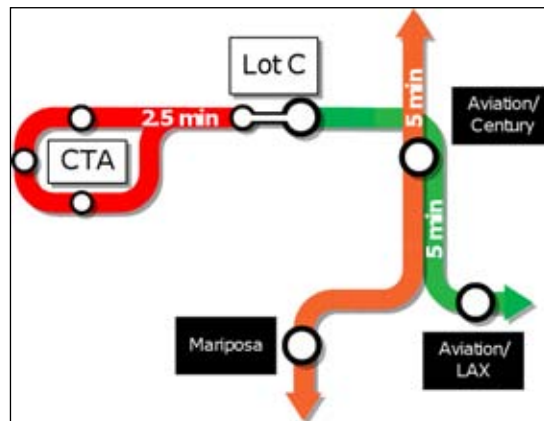 Lot C
2.5 min
5 min
Aviation/
Century
CTA
5 min
Mariposa
Aviation/
LAX